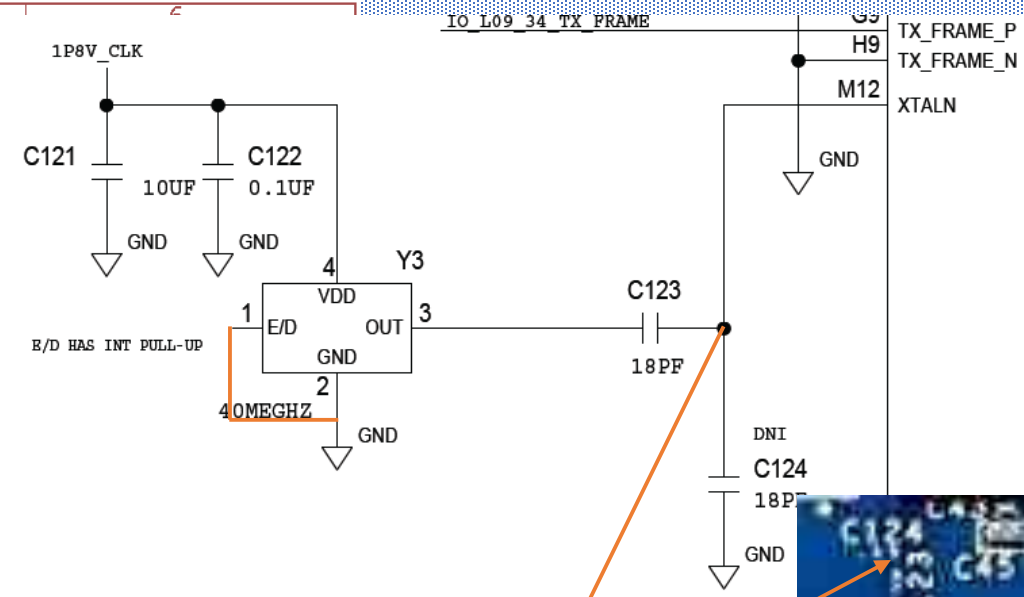 IO_L09_34_TX_FRAME
G9
TX_FRAME_P
H9
TX_FRAME_N
M12
XTALN
GND
1P8V_CLK
C121
10UF
GND
C122
0.1UF
GND
4
Y3
VDD
1
E/D
OUT
3
GND
2
E/D HAS INT PULL-UP
40MEGHZ
GND
C123
18PF
DNI
C124
18PF
GND
C124
C45